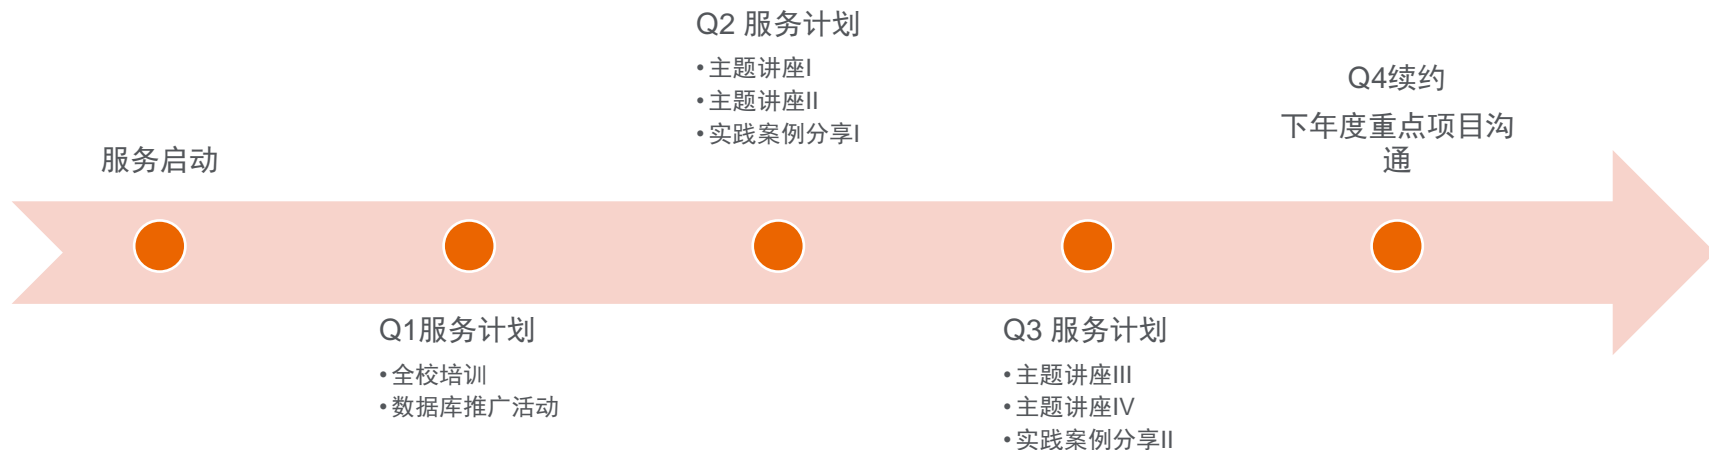 服务启动
Q1服务计划
•全校培训
•数据库推广活动
Q2 服务计划
•主题讲座I
•主题讲座II
•实践案例分享I
Q3 服务计划
•主题讲座III
•主题讲座IV
•实践案例分享II
Q4续约
下年度重点项目沟
通